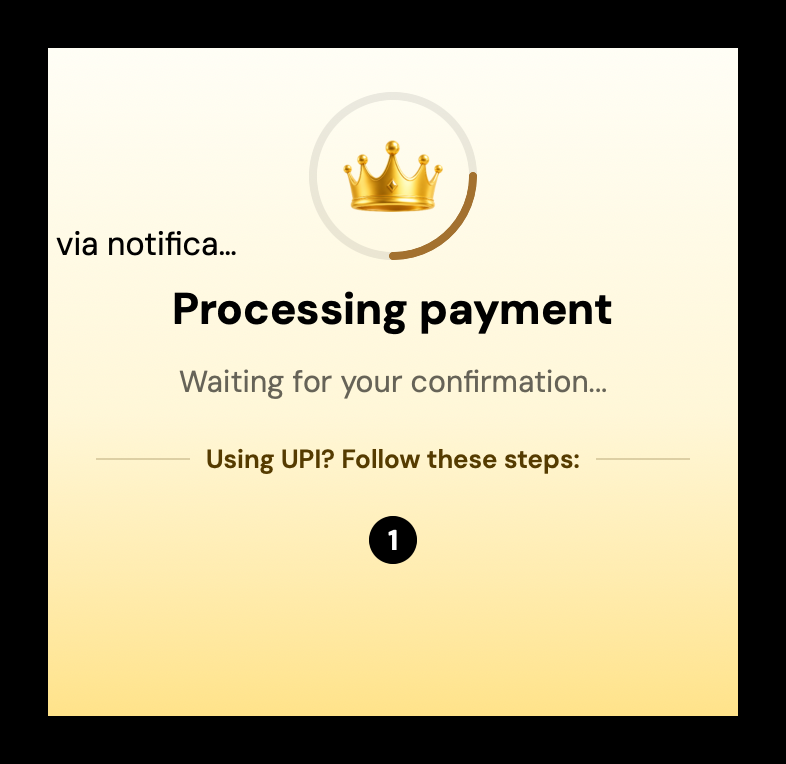 via notifica...
Processing payment
Waiting for your confirmation...
Using UPI? Follow these steps:
1